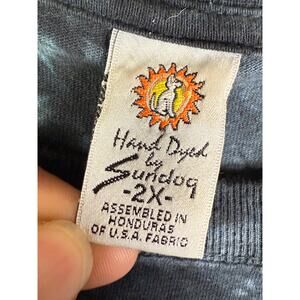 Hand Dyed
by
Sundog
-2X-
ASSEMBLED IN
HONDURAS
OF U.S.A. FABRIC